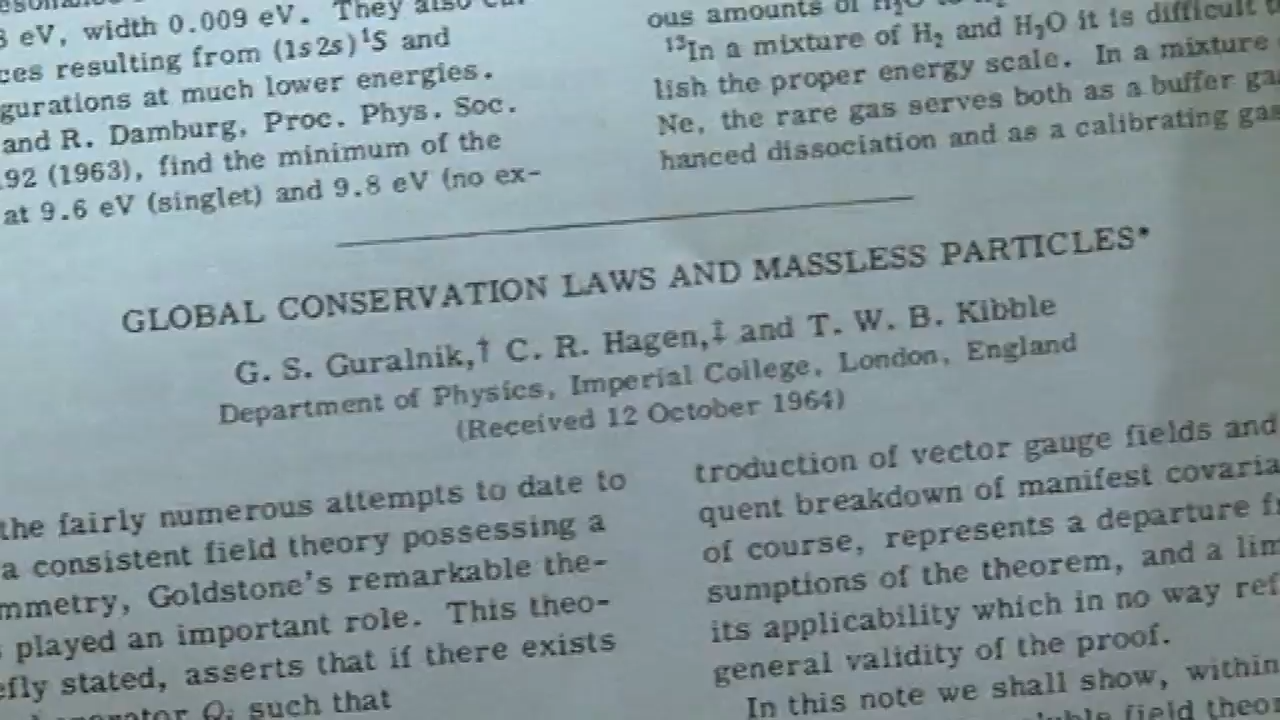 3 eV, width 0.009 eV. They also
ces resulting from (1s2s)¹S and
gurations at much lower energies.
and R. Damburg, Proc. Phys. Soc.
192 (1963), find the minimum of the
at 9.6 eV (singlet) and 9.8 eV (no ex-
ous amounts of H₂O to
¹³In a mixture of H₂ and H₂O it is difficult
lish the proper energy scale. In a mixture
Ne, the rare gas serves both as a buffer
hanced dissociation and as a calibrating gas
GLOBAL CONSERVATION LAWS AND MASSLESS PARTICLES*
G. S. Guralnik,† C. R. Hagen,‡ and T. W. B. Kibble
Department of Physics, Imperial College, London, England
(Received 12 October 1964)
the fairly numerous attempts to date to
a consistent field theory possessing a
mmetry, Goldstone's remarkable the-
played an important role. This theo-
efly stated, asserts that if there exists
Qᵢ such that
troduction of vector gauge fields and
quent breakdown of manifest covaria
of course, represents a departure
sumptions of the theorem, and a lim
its applicability which in no way ref
general validity of the proof.
In this note we shall show, within
field theor